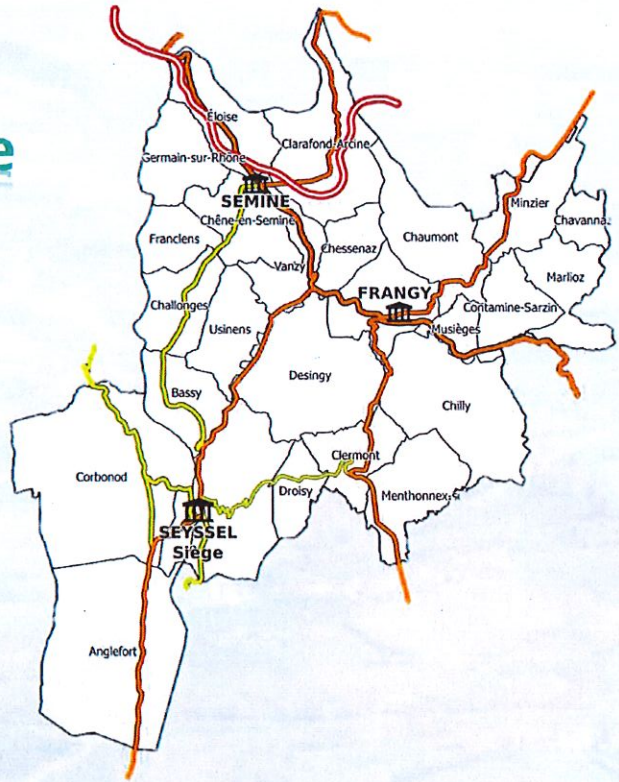 Éloise
Clarafond-Arcine
Germain-sur-Rhône
SEMINE
Minzier
Chêne-en-Semine
Chavannaz
Franclens
Chessenaz
Chaumont
Vanzy
Marlioz
FRANGY
Challonges
Contamine-Sarzin
Usinens
Musièges
Desingy
Bassy
Chilly
Clermont
Corbonod
Droisy
Menthonnex-s
SEYSSEL
Siège
Anglefort